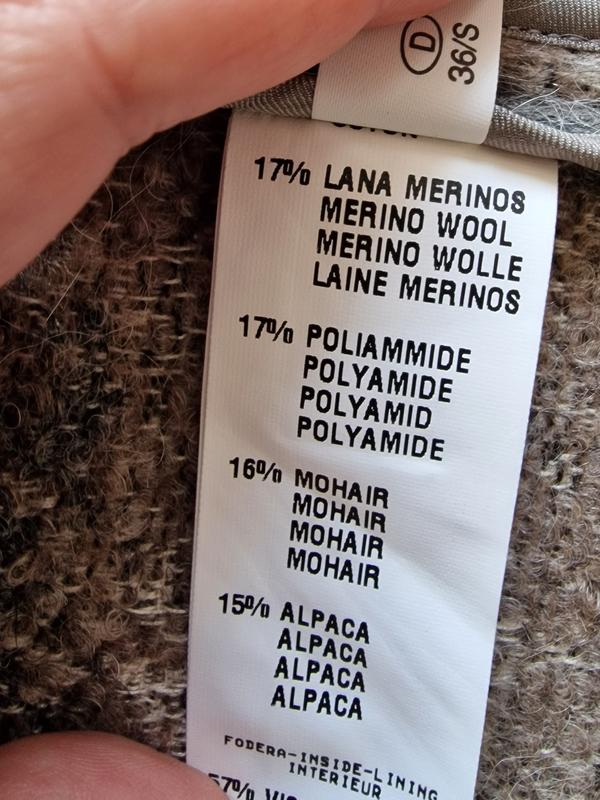 D
36/S
17% LANA MERINOS
MERINO WOOL
MERINO WOLLE
LAINE MERINOS
17% POLIAMMIDE
POLYAMIDE
POLYAMID
POLYAMIDE
16% MOHAIR
MOHAIR
MOHAIR
MOHAIR
15% ALPACA
ALPACA
ALPACA
ALPACA
FODERA-INSIDE-LINING
INTERIEUR
57%